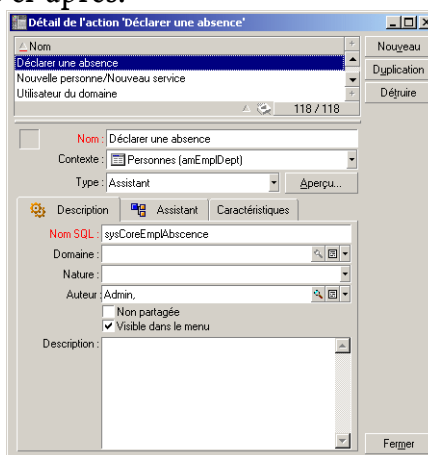 ci-après.
Détail de l'action 'Déclarer une absence'
Nom
Déclarer une absence
Nouvelle personne/Nouveau service
Utilisateur du domaine
118 / 118
Nouveau
Duplication
Détruire
Nom : Déclarer une absence
Contexte : Personnes (amEmplDept)
Type : Assistant Aperçu...
Description Assistant Caractéristiques
Nom SQL : sysCoreEmplAbscence
Domaine :
Nature :
Auteur : Admin,
Non partagée
Visible dans le menu
Description :
Fermer